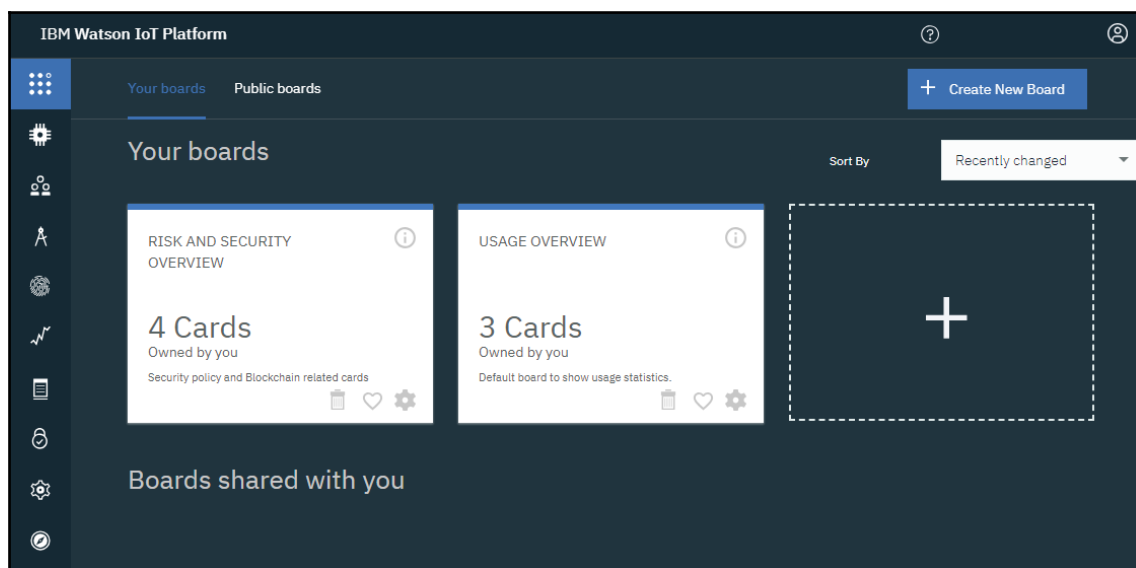 IBM Watson IoT Platform
Your boards Public boards
+ Create New Board
Your boards
Sort By Recently changed
RISK AND SECURITY
OVERVIEW
4 Cards
Owned by you
Security policy and Blockchain related cards
USAGE OVERVIEW
3 Cards
Owned by you
Default board to show usage statistics.
Boards shared with you